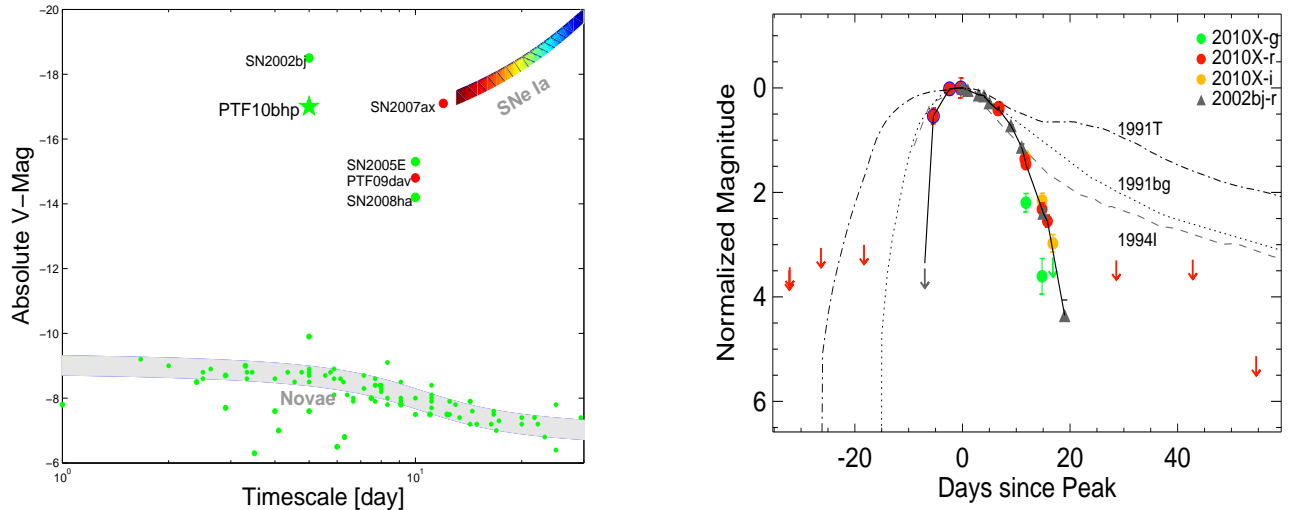 -20
-18
-16
-14
-12
-10
-8
-6
Absolute V-Mag
10^0
10^1
Timescale [day]
SN2002bj
PTF10bhp
SN2007ax
SNe Ia
SN2005E
PTF09dav
SN2008ha
Novae
0
2
4
6
Normalized Magnitude
-20
0
20
40
Days since Peak
2010X-g
2010X-r
2010X-i
2002bj-r
1991T
1991bg
1994I